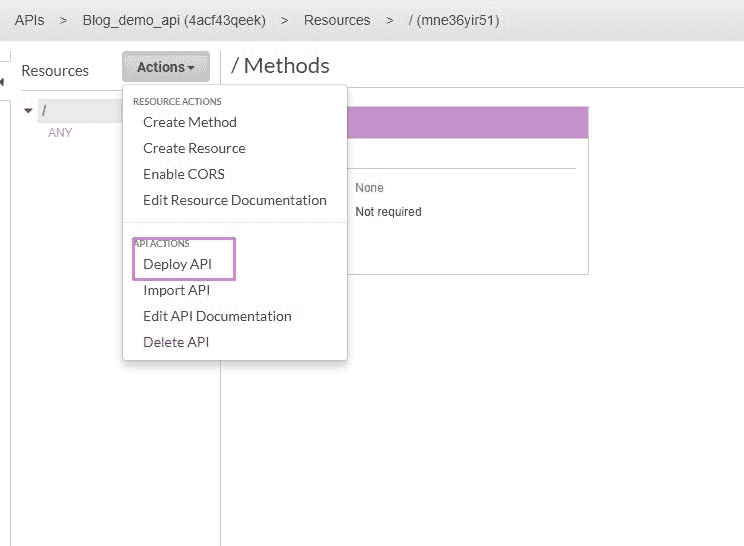 APIs > Blog_demo_api (4acf43qeek) > Resources > / (mne36yir51)
Resources
Actions
/ Methods
/
ANY
RESOURCE ACTIONS
Create Method
Create Resource
Enable CORS
Edit Resource Documentation
API ACTIONS
Deploy API
Import API
Edit API Documentation
Delete API
None
Not required